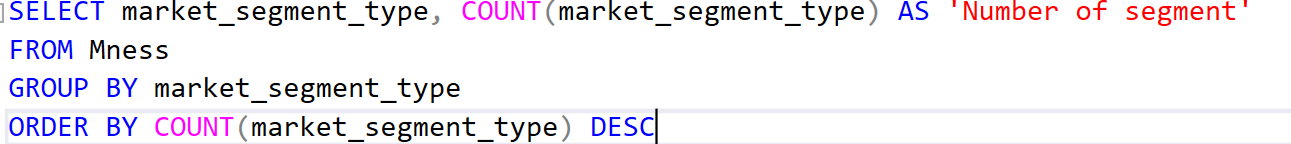 SELECT market_segment_type, COUNT(market_segment_type) AS 'Number of segment'
FROM Mness
GROUP BY market_segment_type
ORDER BY COUNT(market_segment_type) DESC